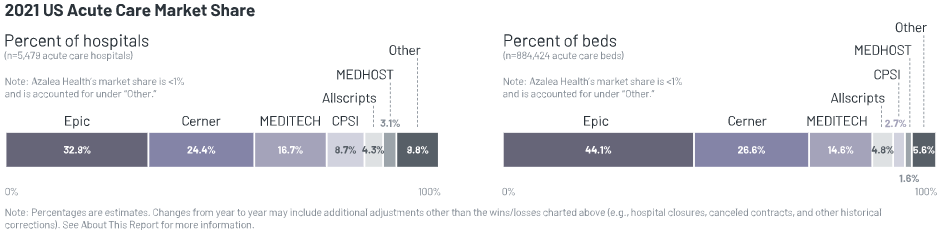 2021 US Acute Care Market Share
Percent of hospitals
(n=5,479 acute care hospitals)
Note: Azalea Health's market share is <1%
and is accounted for under "Other."
Other
MEDHOST
Allscripts
Epic Cerner MEDITECH CPSI 3.1%
32.8% 24.4% 16.7% 8.7% 4.3% 8.8%
0% 100%
Percent of beds
(n=884,424 acute care beds)
Note: Azalea Health's market share is <1%
and is accounted for under "Other."
Other
MEDHOST
CPSI
Allscripts
Epic Cerner MEDITECH 2.7%
44.1% 26.6% 14.6% 4.8% 5.6%
1.6%
0% 100%
Note: Percentages are estimates. Changes from year to year may include additional adjustments other than the wins/losses charted above (e.g., hospital closures, canceled contracts, and other historical
corrections). See About This Report for more information.